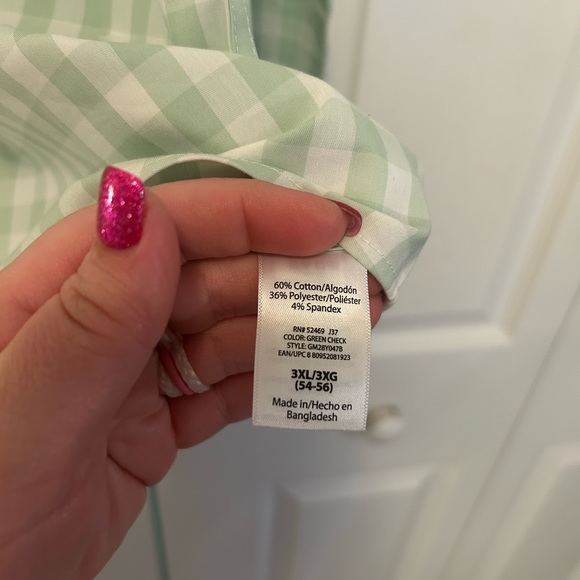 60% Cotton/Algodón
36% Polyester/Poliéster
4% Spandex
RN# 52469 J37
COLOR: GREEN CHECK
STYLE: GM28Y047B
EAN/UPC 8 80952081923
3XL/3XG
(54-56)
Made in/Hecho en
Bangladesh